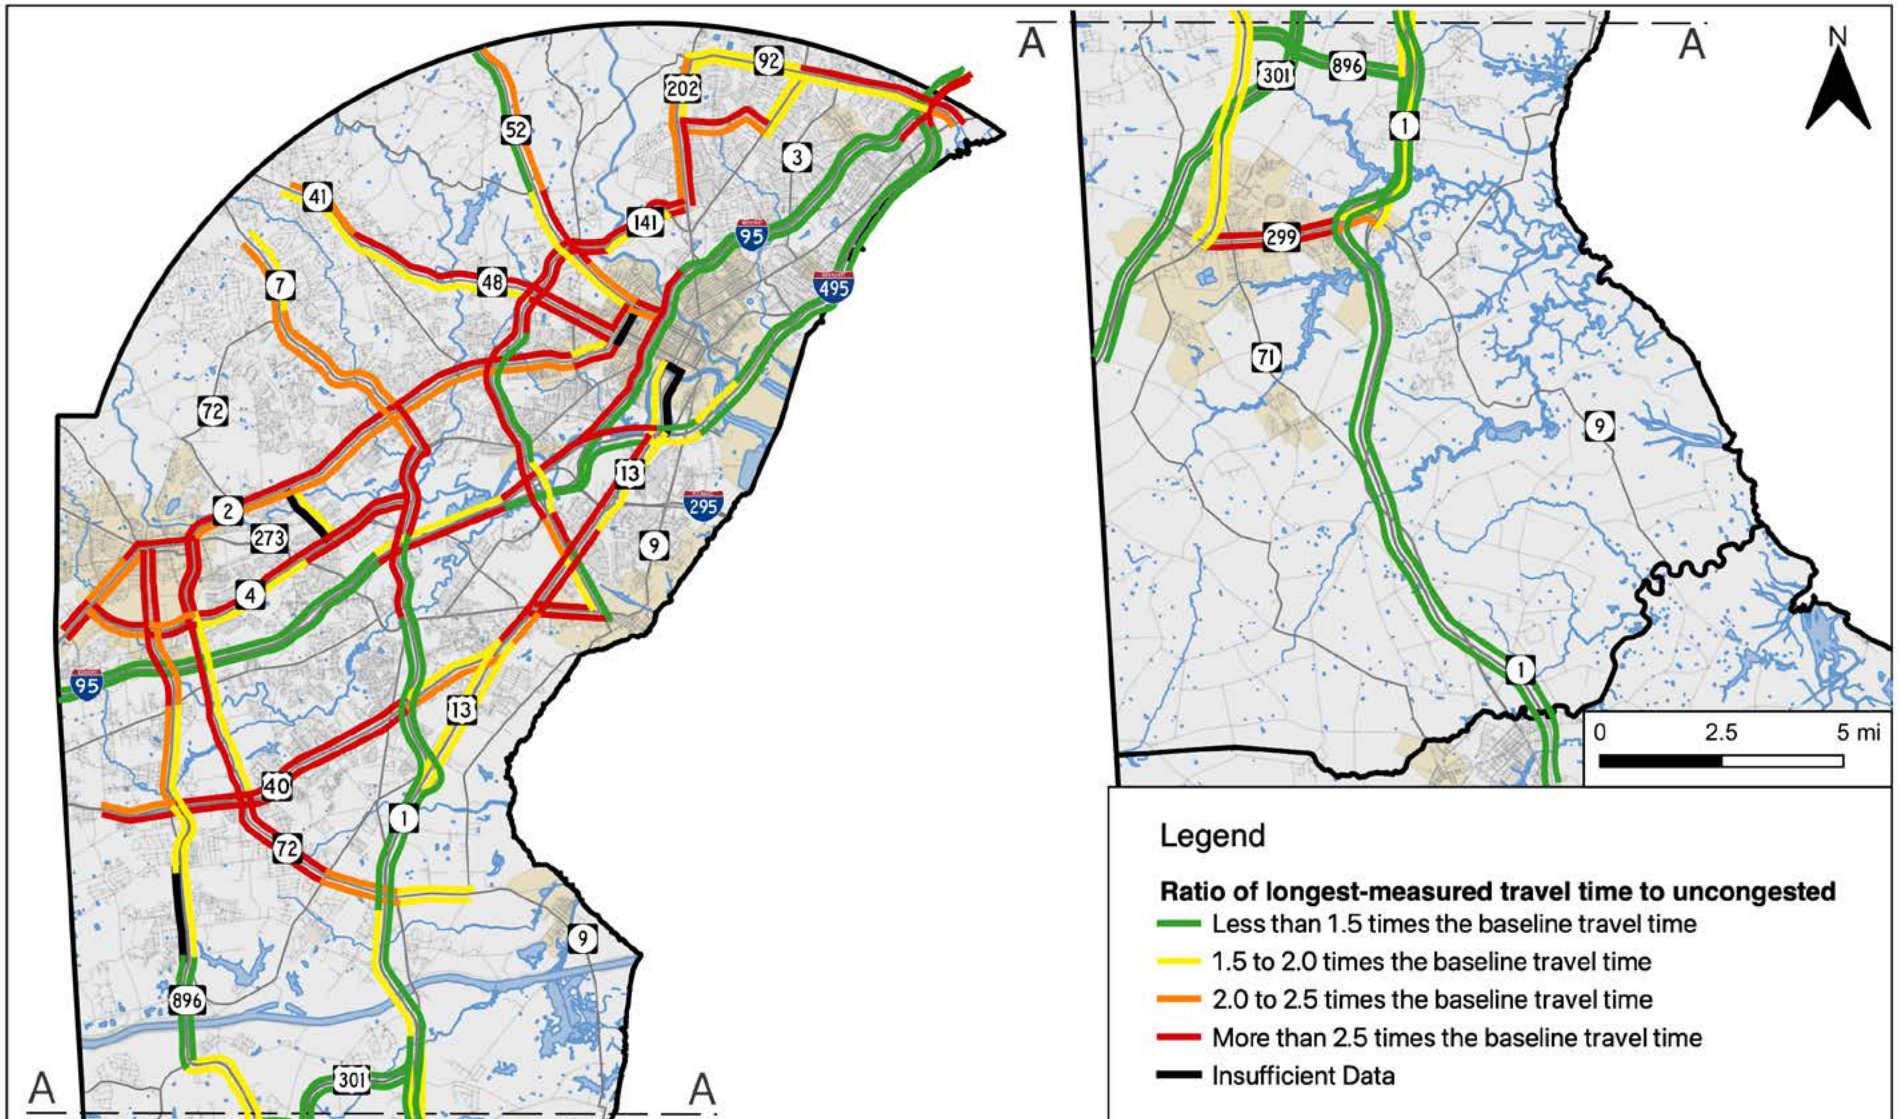 92
202
52
3
41
141
95
7
48
495
72
13
2
295
273
9
4
95
13
40
1
72
9
896
301
A
A
A
A
N
896
301
1
299
71
9
1
0 2.5 5 mi
Legend
Ratio of longest-measured travel time to uncongested
Less than 1.5 times the baseline travel time
1.5 to 2.0 times the baseline travel time
2.0 to 2.5 times the baseline travel time
More than 2.5 times the baseline travel time
Insufficient Data